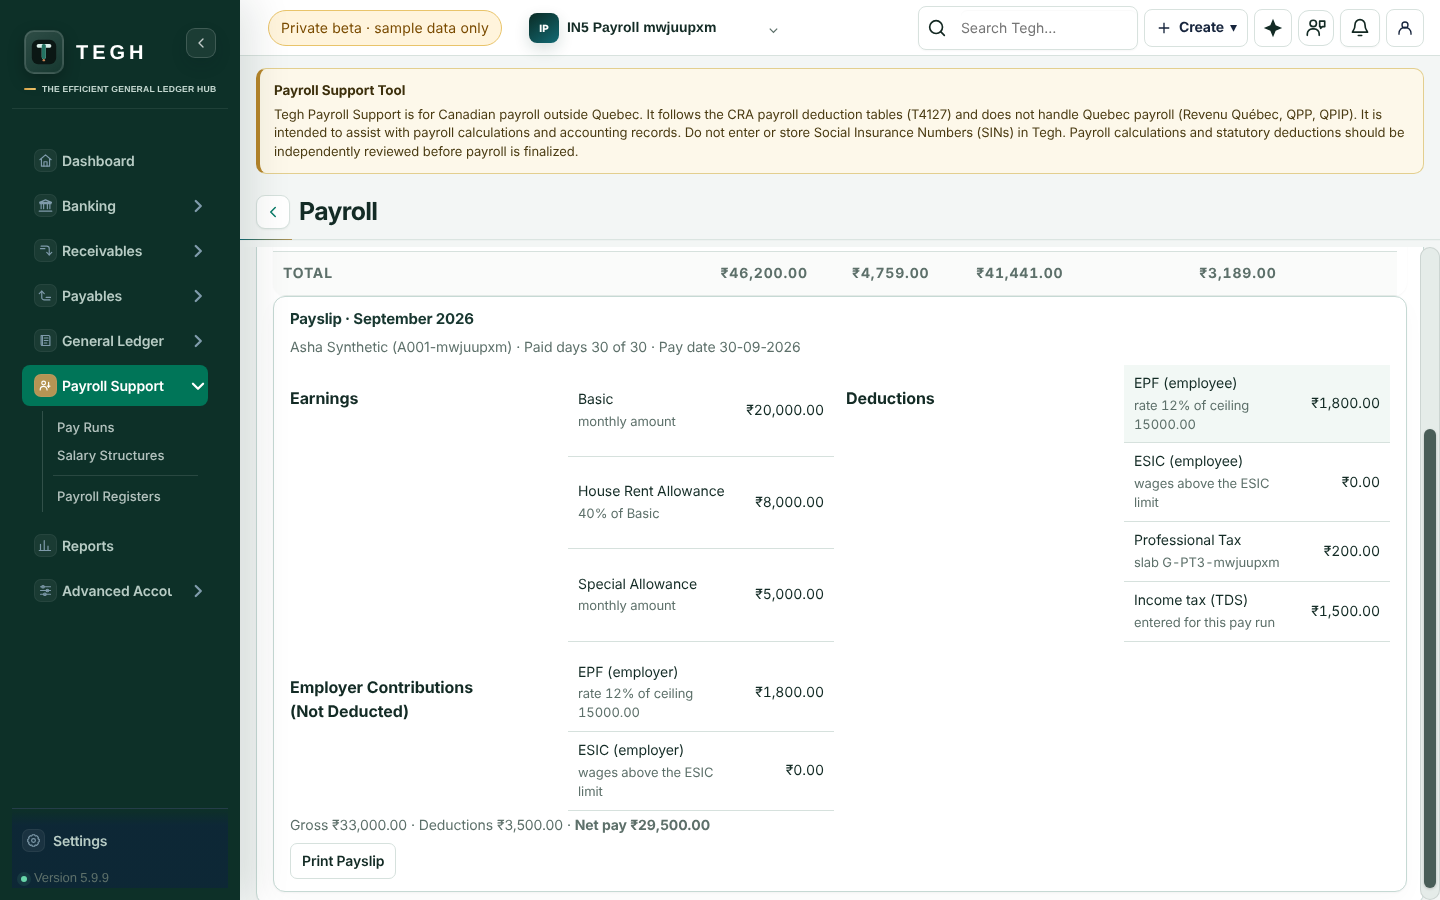 TEGH
THE EFFICIENT GENERAL LEDGER HUB
Dashboard
Banking
Receivables
Payables
General Ledger
Payroll Support
Pay Runs
Salary Structures
Payroll Registers
Reports
Advanced Accou
Settings
Version 5.9.9
Private beta · sample data only
IP IN5 Payroll mwjuupxm
Search Tegh...
+ Create ▾
Payroll Support Tool
Tegh Payroll Support is for Canadian payroll outside Quebec. It follows the CRA payroll deduction tables (T4127) and does not handle Quebec payroll (Revenu Québec, QPP, QPIP). It is
intended to assist with payroll calculations and accounting records. Do not enter or store Social Insurance Numbers (SINs) in Tegh. Payroll calculations and statutory deductions should be
independently reviewed before payroll is finalized.
Payroll
TOTAL ₹46,200.00 ₹4,759.00 ₹41,441.00 ₹3,189.00
Payslip · September 2026
Asha Synthetic (A001-mwjuupxm) · Paid days 30 of 30 · Pay date 30-09-2026
Earnings
Basic
monthly amount
₹20,000.00
House Rent Allowance
40% of Basic
₹8,000.00
Special Allowance
monthly amount
₹5,000.00
Deductions
EPF (employee)
rate 12% of ceiling
15000.00
₹1,800.00
ESIC (employee)
wages above the ESIC
limit
₹0.00
Professional Tax
slab G-PT3-mwjuupxm
₹200.00
Income tax (TDS)
entered for this pay run
₹1,500.00
Employer Contributions
(Not Deducted)
EPF (employer)
rate 12% of ceiling
15000.00
₹1,800.00
ESIC (employer)
wages above the ESIC
limit
₹0.00
Gross ₹33,000.00 · Deductions ₹3,500.00 · Net pay ₹29,500.00
Print Payslip